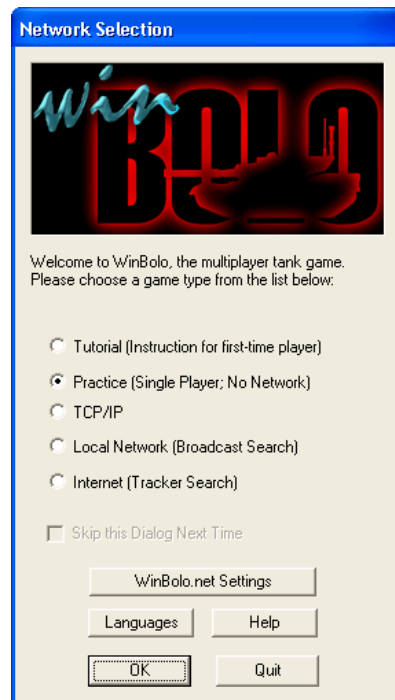 Network Selection
win
BOLO
Welcome to WinBolo, the multiplayer tank game.
Please choose a game type from the list below:
Tutorial (Instruction for first-time player)
Practice (Single Player; No Network)
TCP/IP
Local Network (Broadcast Search)
Internet (Tracker Search)
Skip this Dialog Next Time
WinBolo.net Settings
Languages
Help
OK
Quit